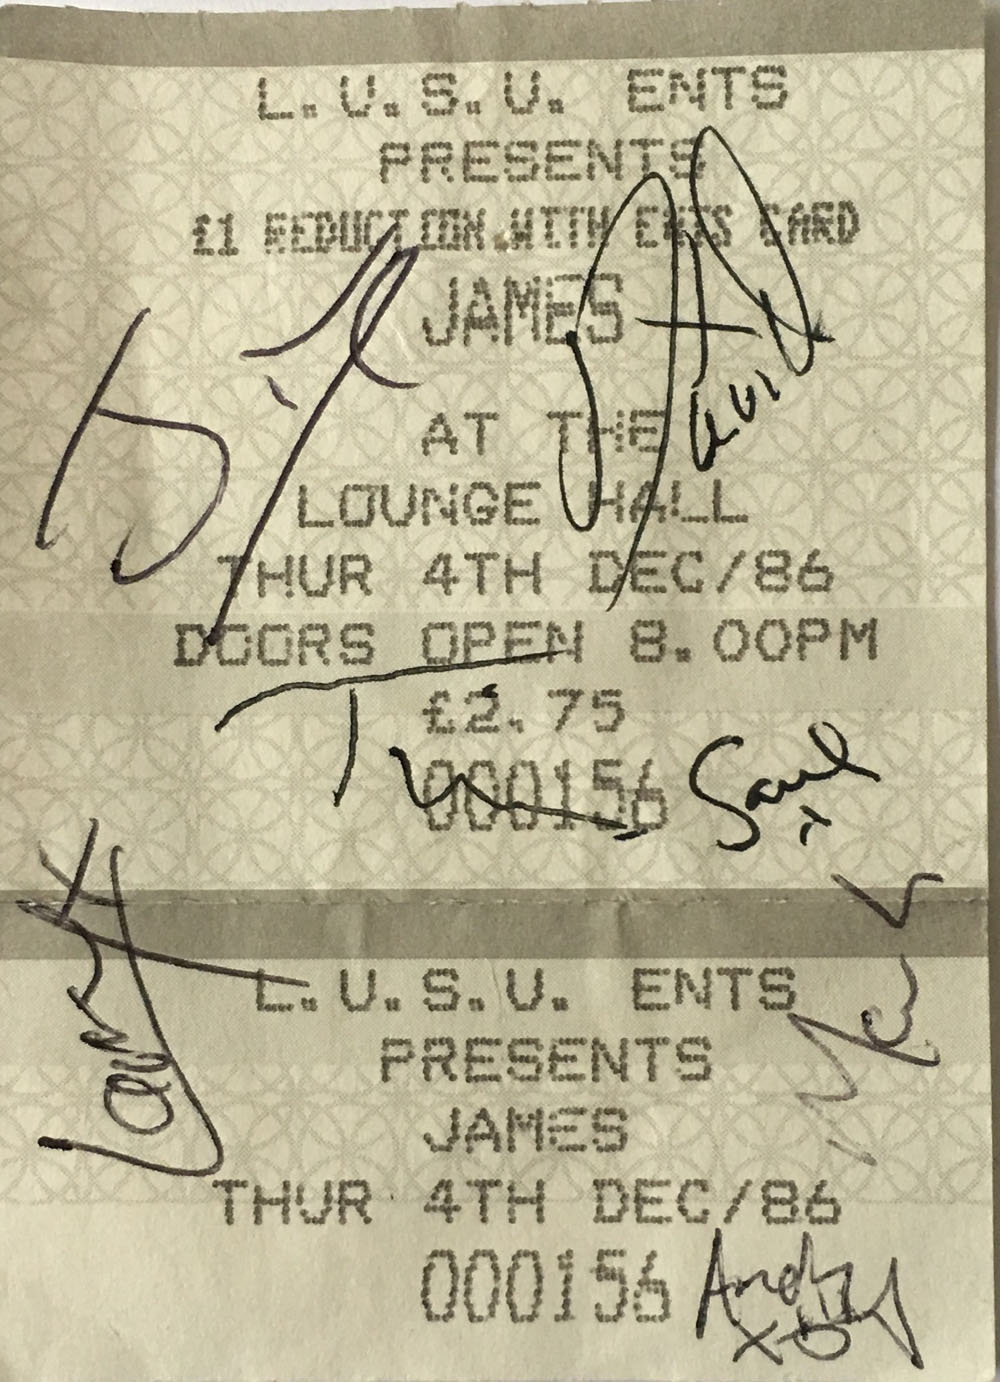 L.U.S.U. ENTS
PRESENTS
£1 REDUCTION.WITH ENTS CARD
JAMES
AT THE
LOUNGE HALL
THUR 4TH DEC/86
DOORS OPEN 8.00PM
£2.75
000156
Saul x
L.U.S.U. ENTS
PRESENTS
JAMES
THUR 4TH DEC/86
000156
Andy